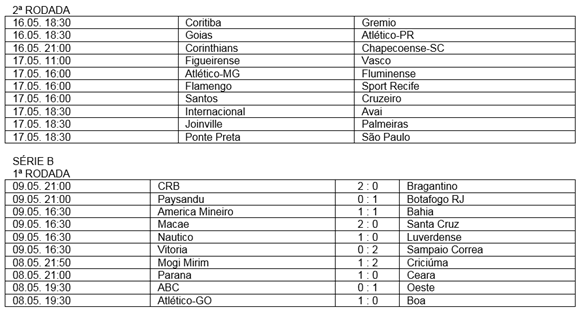 2ª RODADA
16.05. 18:30 Coritiba Gremio
16.05. 18:30 Goias Atlético-PR
16.05. 21:00 Corinthians Chapecoense-SC
17.05. 11:00 Figueirense Vasco
17.05. 16:00 Atlético-MG Fluminense
17.05. 16:00 Flamengo Sport Recife
17.05. 16:00 Santos Cruzeiro
17.05. 18:30 Internacional Avai
17.05. 18:30 Joinville Palmeiras
17.05. 18:30 Ponte Preta São Paulo
SÉRIE B
1ª RODADA
09.05. 21:00 CRB 2 : 0 Bragantino
09.05. 21:00 Paysandu 0 : 1 Botafogo RJ
09.05. 16:30 America Mineiro 1 : 1 Bahia
09.05. 16:30 Macae 2 : 0 Santa Cruz
09.05. 16:30 Nautico 1 : 0 Luverdense
09.05. 16:30 Vitoria 0 : 2 Sampaio Correa
08.05. 21:50 Mogi Mirim 1 : 2 Criciúma
08.05. 21:00 Parana 1 : 0 Ceara
08.05. 19:30 ABC 0 : 1 Oeste
08.05. 19:30 Atlético-GO 1 : 0 Boa